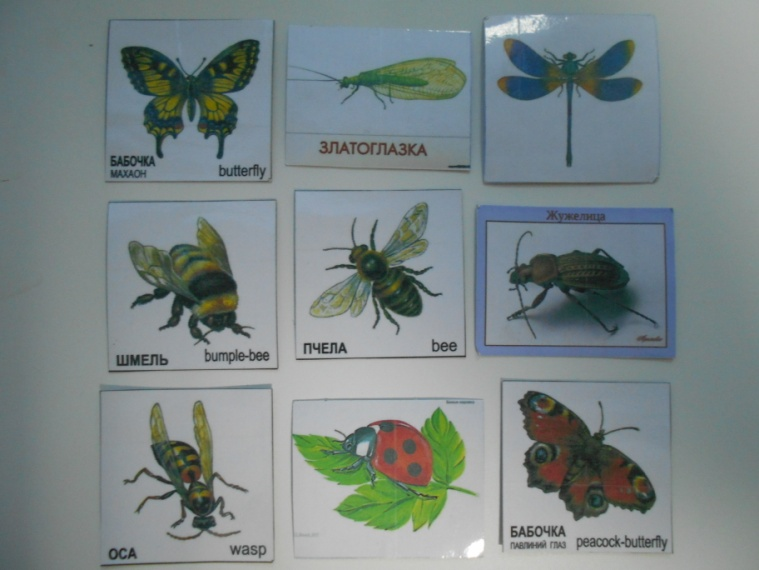 БАБОЧКА
МАХАОН
butterfly
ЗЛАТОГЛАЗКА
ШМЕЛЬ
bumple-bee
ПЧЕЛА
bee
Жужелица
ОСА
wasp
БАБОЧКА
ПАВЛИНИЙ ГЛАЗ
peacock-butterfly